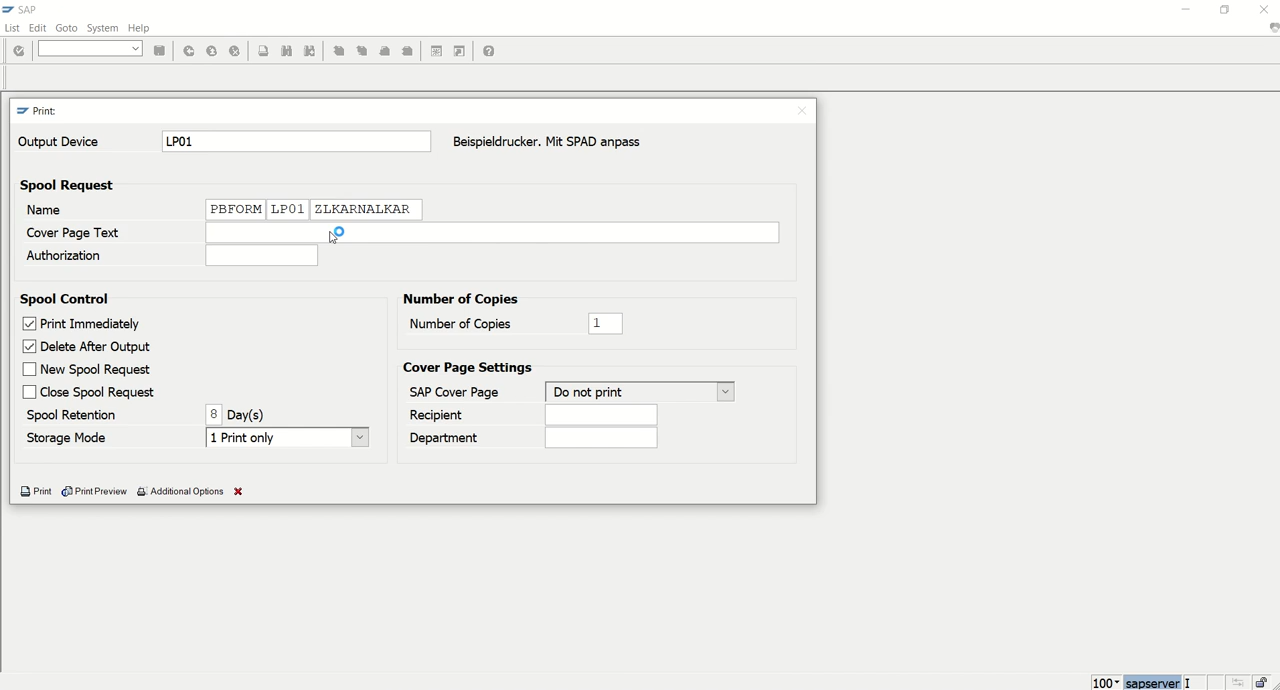 SAP
List Edit Goto System Help
Print:
Output Device LP01 Beispieldrucker. Mit SPAD anpass
Spool Request
Name PBFORM LP01 ZLKARNALKAR
Cover Page Text
Authorization
Spool Control
Print Immediately
Delete After Output
New Spool Request
Close Spool Request
Spool Retention 8 Day(s)
Storage Mode 1 Print only
Number of Copies
Number of Copies 1
Cover Page Settings
SAP Cover Page Do not print
Recipient
Department
Print Print Preview Additional Options
100 sapserver I